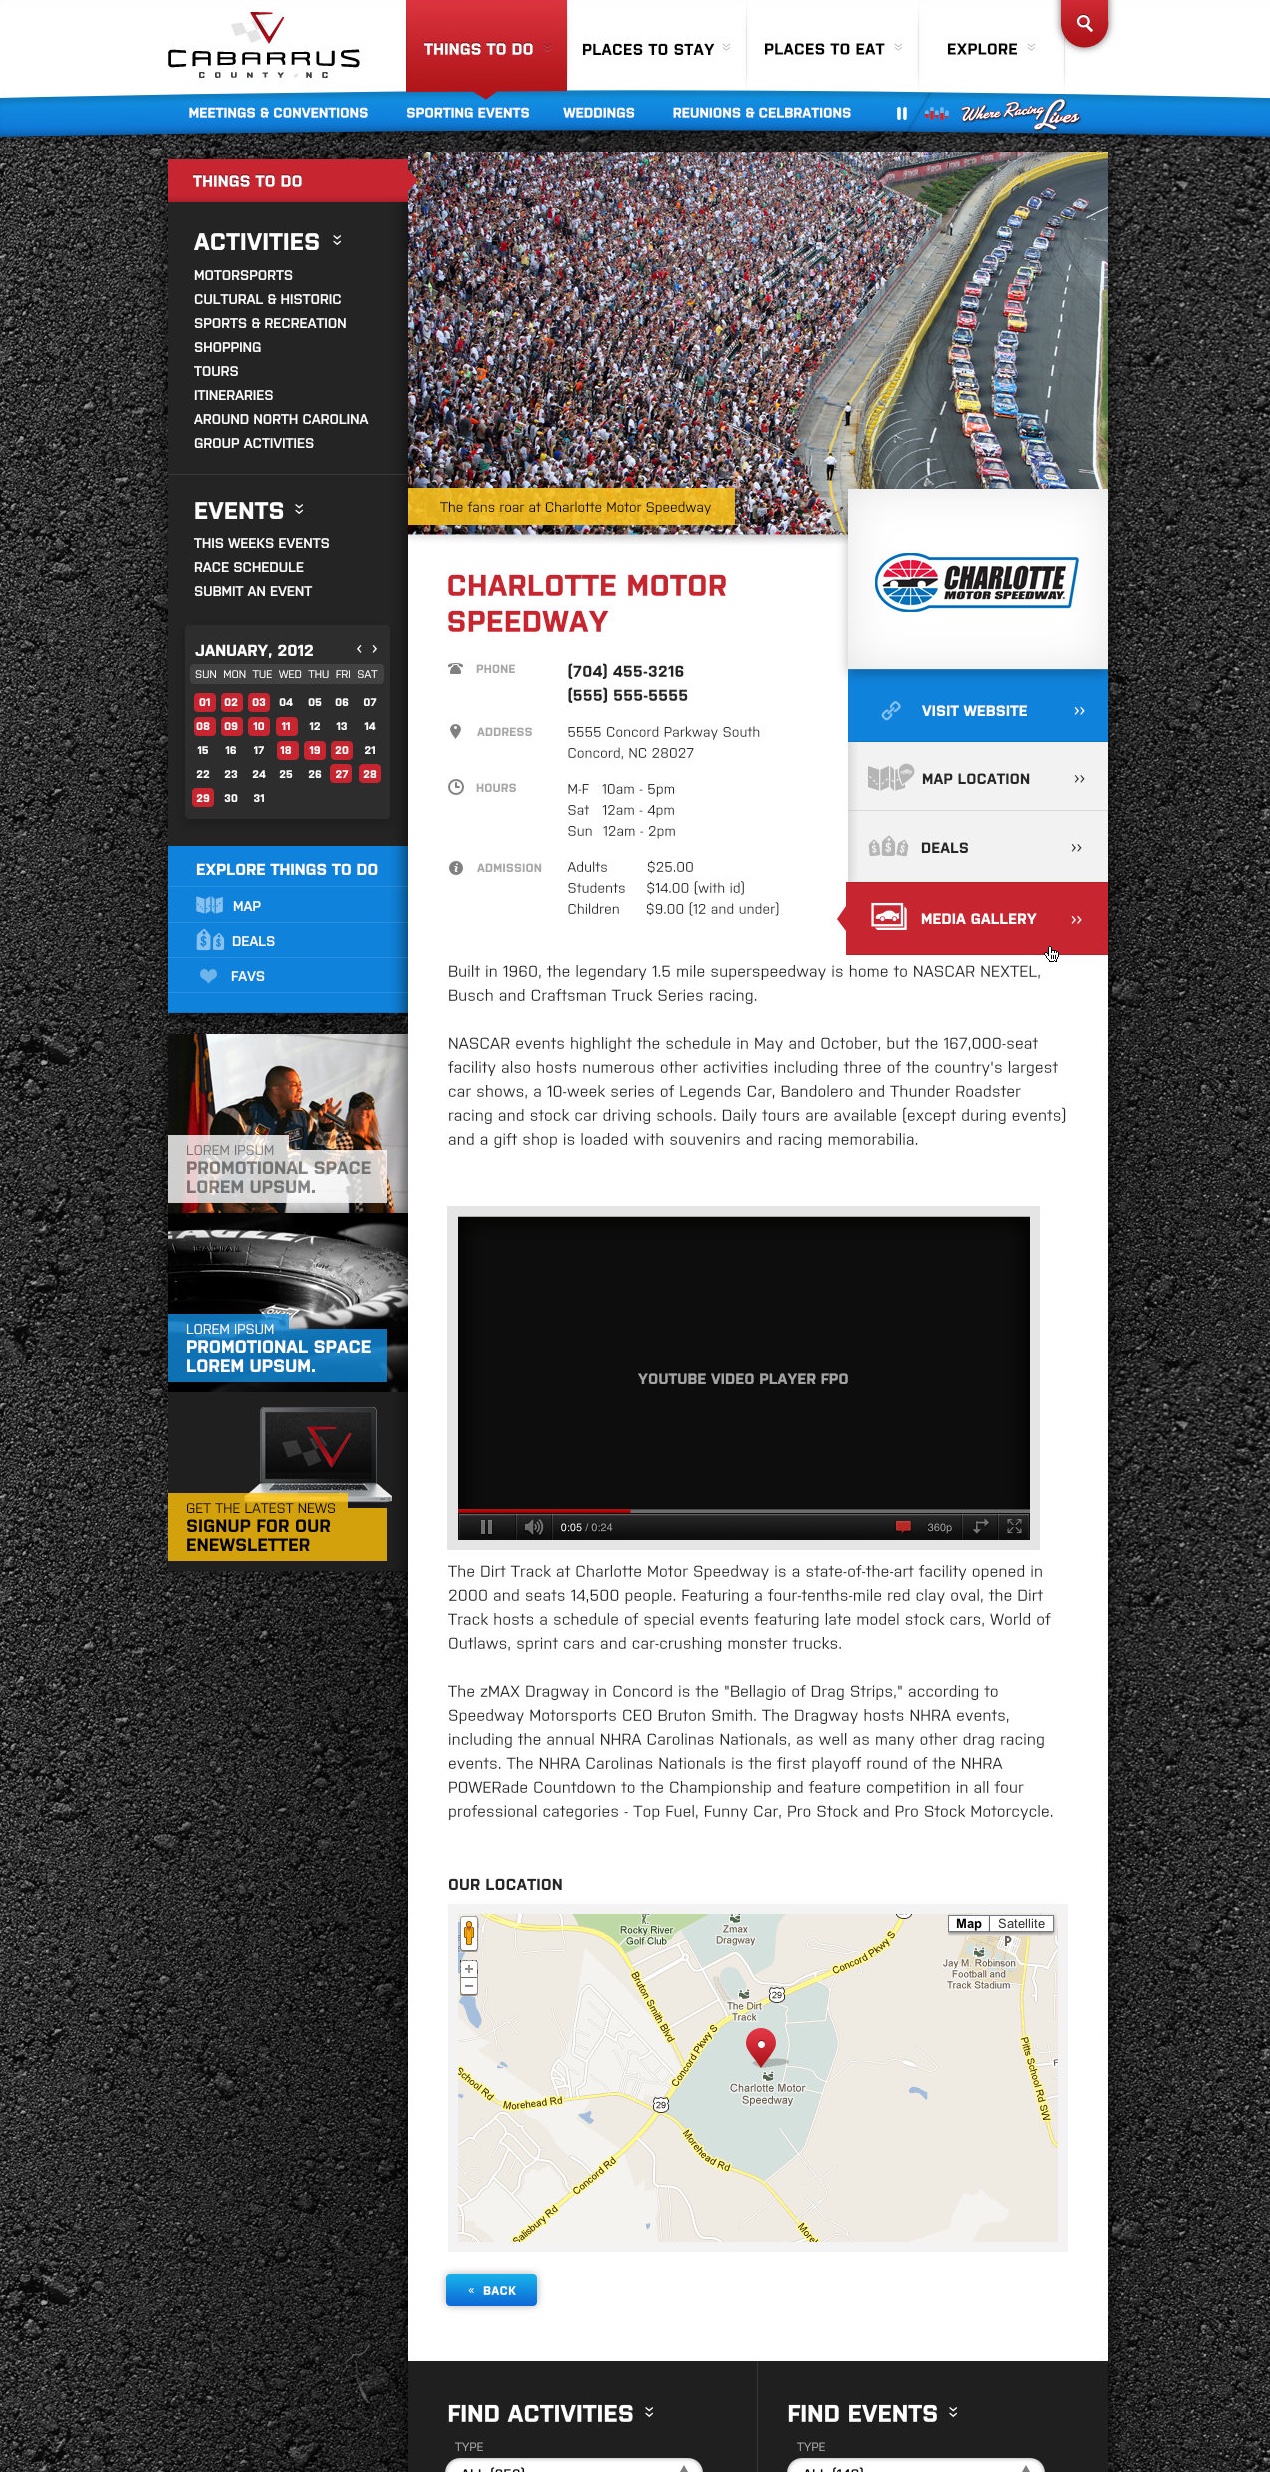 CABARRUS
COUNTY NC
THINGS TO DO
PLACES TO STAY
PLACES TO EAT
EXPLORE
MEETINGS & CONVENTIONS
SPORTING EVENTS
WEDDINGS
REUNIONS & CELBRATIONS
Where Racing Lives
THINGS TO DO
ACTIVITIES
MOTORSPORTS
CULTURAL & HISTORIC
SPORTS & RECREATION
SHOPPING
TOURS
ITINERARIES
AROUND NORTH CAROLINA
GROUP ACTIVITIES
EVENTS
THIS WEEKS EVENTS
RACE SCHEDULE
SUBMIT AN EVENT
JANUARY, 2012 ‹ ›
SUN MON TUE WED THU FRI SAT
01 02 03 04 05 06 07
08 09 10 11 12 13 14
15 16 17 18 19 20 21
22 23 24 25 26 27 28
29 30 31
EXPLORE THINGS TO DO
MAP
DEALS
FAVS
LOREM IPSUM
PROMOTIONAL SPACE
LOREM UPSUM.
EAGLE
RADIAL
LOREM IPSUM
PROMOTIONAL SPACE
LOREM UPSUM.
GET THE LATEST NEWS
SIGNUP FOR OUR
ENEWSLETTER
The fans roar at Charlotte Motor Speedway
CHARLOTTE
MOTOR SPEEDWAY
CHARLOTTE MOTOR
SPEEDWAY
PHONE (704) 455-3216
(555) 555-5555
ADDRESS 5555 Concord Parkway South
Concord, NC 28027
HOURS M-F 10am - 5pm
Sat 12am - 4pm
Sun 12am - 2pm
ADMISSION Adults $25.00
Students $14.00 (with id)
Children $9.00 (12 and under)
VISIT WEBSITE ››
MAP LOCATION ››
DEALS ››
MEDIA GALLERY ››
Built in 1960, the legendary 1.5 mile superspeedway is home to NASCAR NEXTEL,
Busch and Craftsman Truck Series racing.
NASCAR events highlight the schedule in May and October, but the 167,000-seat
facility also hosts numerous other activities including three of the country's largest
car shows, a 10-week series of Legends Car, Bandolero and Thunder Roadster
racing and stock car driving schools. Daily tours are available (except during events)
and a gift shop is loaded with souvenirs and racing memorabilia.
YOUTUBE VIDEO PLAYER FPO
0:05 / 0:24
360p
The Dirt Track at Charlotte Motor Speedway is a state-of-the-art facility opened in
2000 and seats 14,500 people. Featuring a four-tenths-mile red clay oval, the Dirt
Track hosts a schedule of special events featuring late model stock cars, World of
Outlaws, sprint cars and car-crushing monster trucks.
The zMAX Dragway in Concord is the "Bellagio of Drag Strips," according to
Speedway Motorsports CEO Bruton Smith. The Dragway hosts NHRA events,
including the annual NHRA Carolinas Nationals, as well as many other drag racing
events. The NHRA Carolinas Nationals is the first playoff round of the NHRA
POWERade Countdown to the Championship and feature competition in all four
professional categories - Top Fuel, Funny Car, Pro Stock and Pro Stock Motorcycle.
OUR LOCATION
Rocky River
Golf Club
Zmax
Dragway
Map
Satellite
P
Jay M. Robinson
Football and
Track Stadium
Concord Pkwy S
Bruton Smith Blvd
29
The Dirt
Track
Concord Pkwy S
Charlotte Motor
Speedway
Pitts School Rd SW
School Rd
Morehead Rd
29
Morehead Rd
Concord Rd
Salisbury Rd
Morel
« BACK
FIND ACTIVITIES
TYPE
FIND EVENTS
TYPE